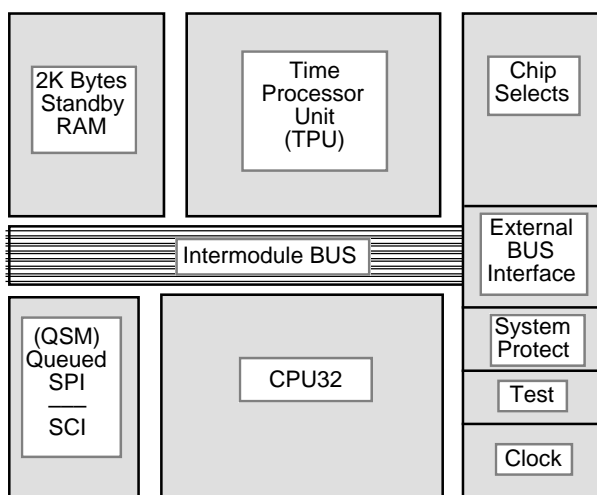 2K Bytes
Standby
RAM
Time
Processor
Unit
(TPU)
Chip
Selects
Intermodule BUS
External
BUS
Interface
(QSM)
Queued
SPI
SCI
CPU32
System
Protect
Test
Clock